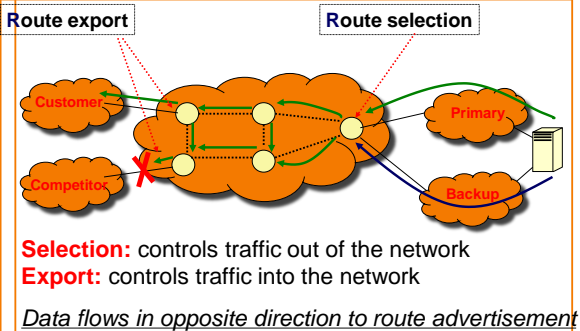 Route export
Route selection
Customer
Primary
Competitor
Backup
Selection: controls traffic out of the network
Export: controls traffic into the network
Data flows in opposite direction to route advertisement